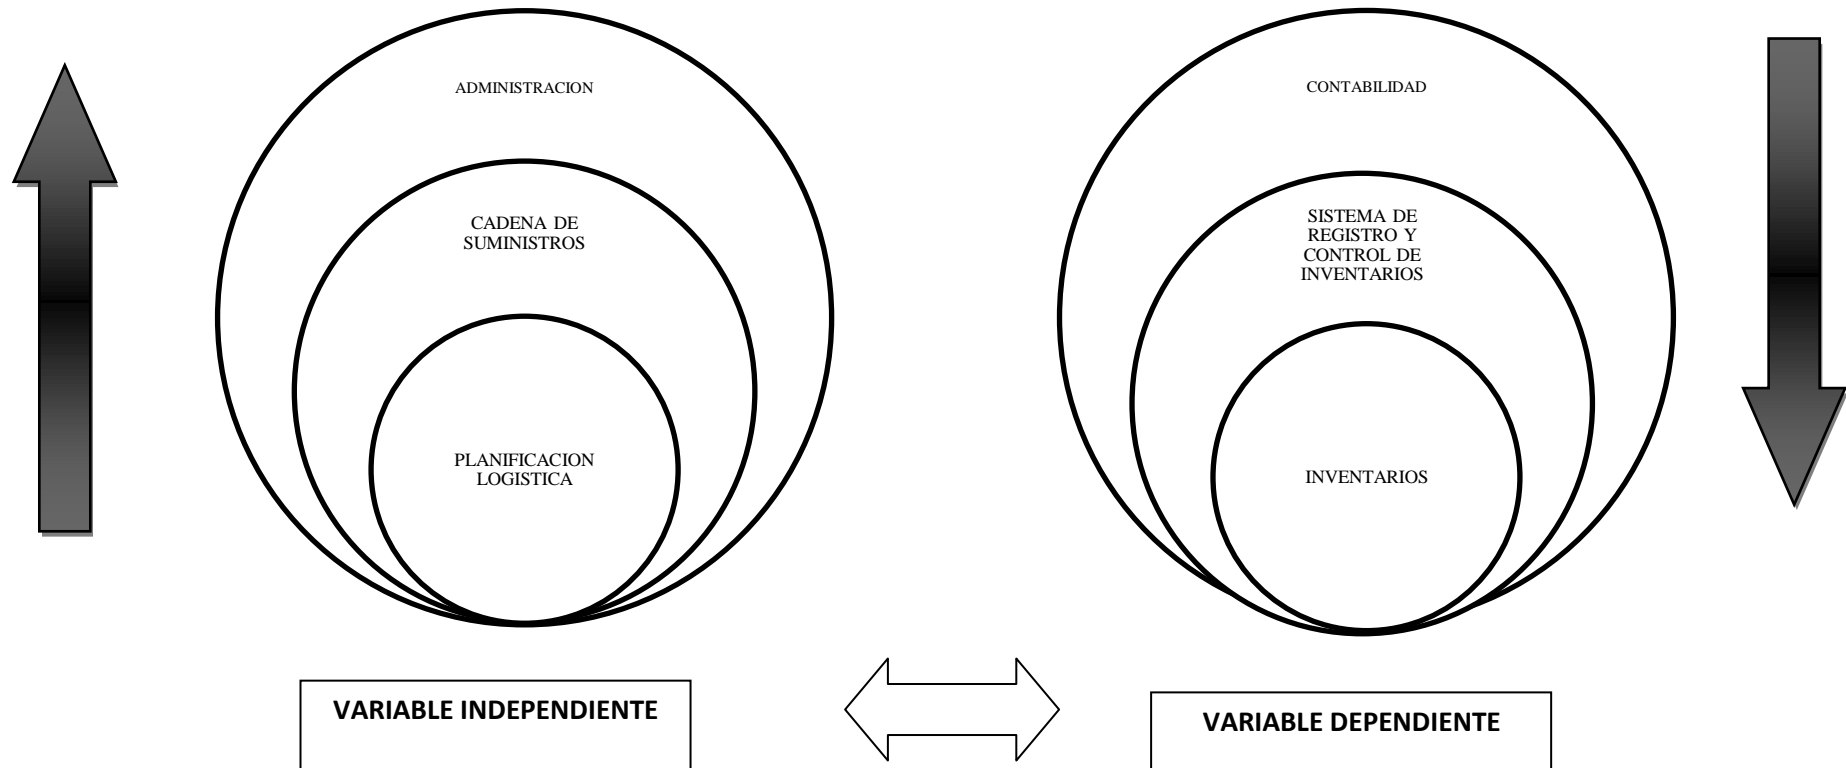 ADMINISTRACION
CADENA DE
SUMINISTROS
PLANIFICACION
LOGISTICA
CONTABILIDAD
SISTEMA DE
REGISTRO Y
CONTROL DE
INVENTARIOS
INVENTARIOS
VARIABLE INDEPENDIENTE
VARIABLE DEPENDIENTE